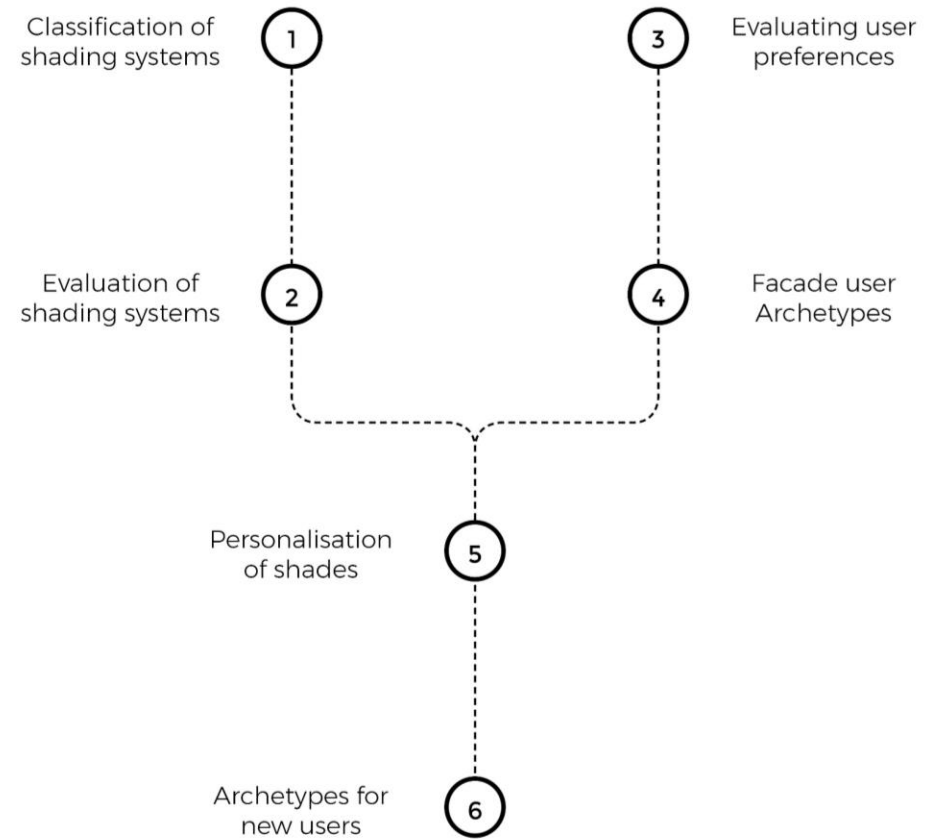 Classification of
shading systems
1
3
Evaluating user
preferences
Evaluation of
shading systems
2
4
Facade user
Archetypes
Personalisation
of shades
5
Archetypes for
new users
6